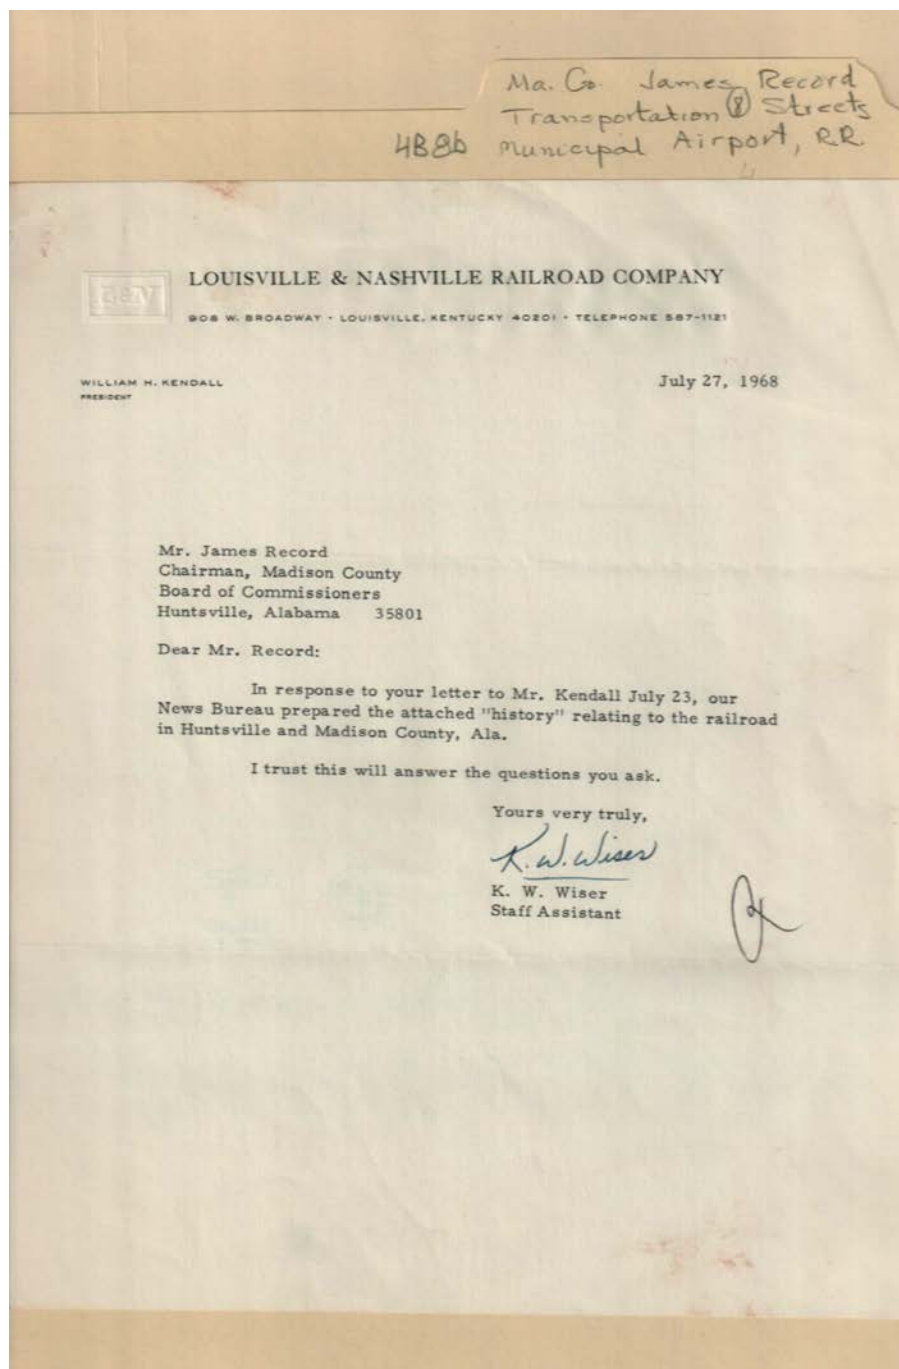 Ma. Co. James Record
Transportation 8 Streets
4B8b Municipal Airport, R.R.
LOUISVILLE & NASHVILLE RAILROAD COMPANY
908 W. BROADWAY · LOUISVILLE, KENTUCKY 40201 · TELEPHONE 587-1121
WILLIAM H. KENDALL
PRESIDENT
July 27, 1968
Mr. James Record
Chairman, Madison County
Board of Commissioners
Huntsville, Alabama 35801
Dear Mr. Record:
In response to your letter to Mr. Kendall July 23, our
News Bureau prepared the attached "history" relating to the railroad
in Huntsville and Madison County, Ala.
I trust this will answer the questions you ask.
Yours very truly,
K. W. Wiser
K. W. Wiser
Staff Assistant